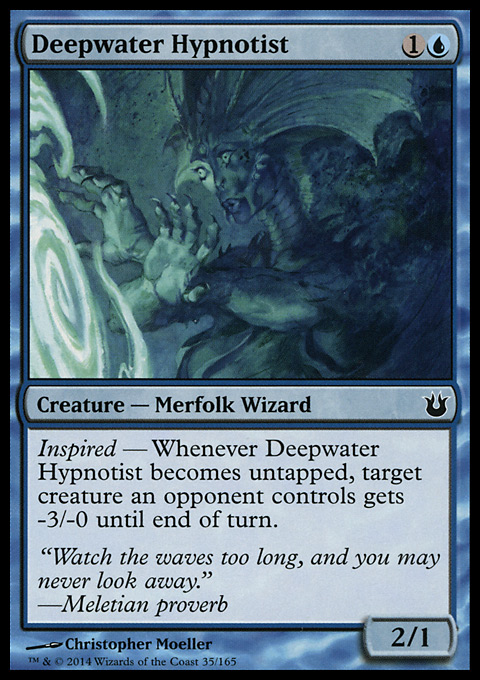 Deepwater Hypnotist 1
Creature — Merfolk Wizard
Inspired — Whenever Deepwater
Hypnotist becomes untapped, target
creature an opponent controls gets
-3/-0 until end of turn.
“Watch the waves too long, and you may
never look away.”
—Meletian proverb
2/1
Christopher Moeller
™ & © 2014 Wizards of the Coast 35/165